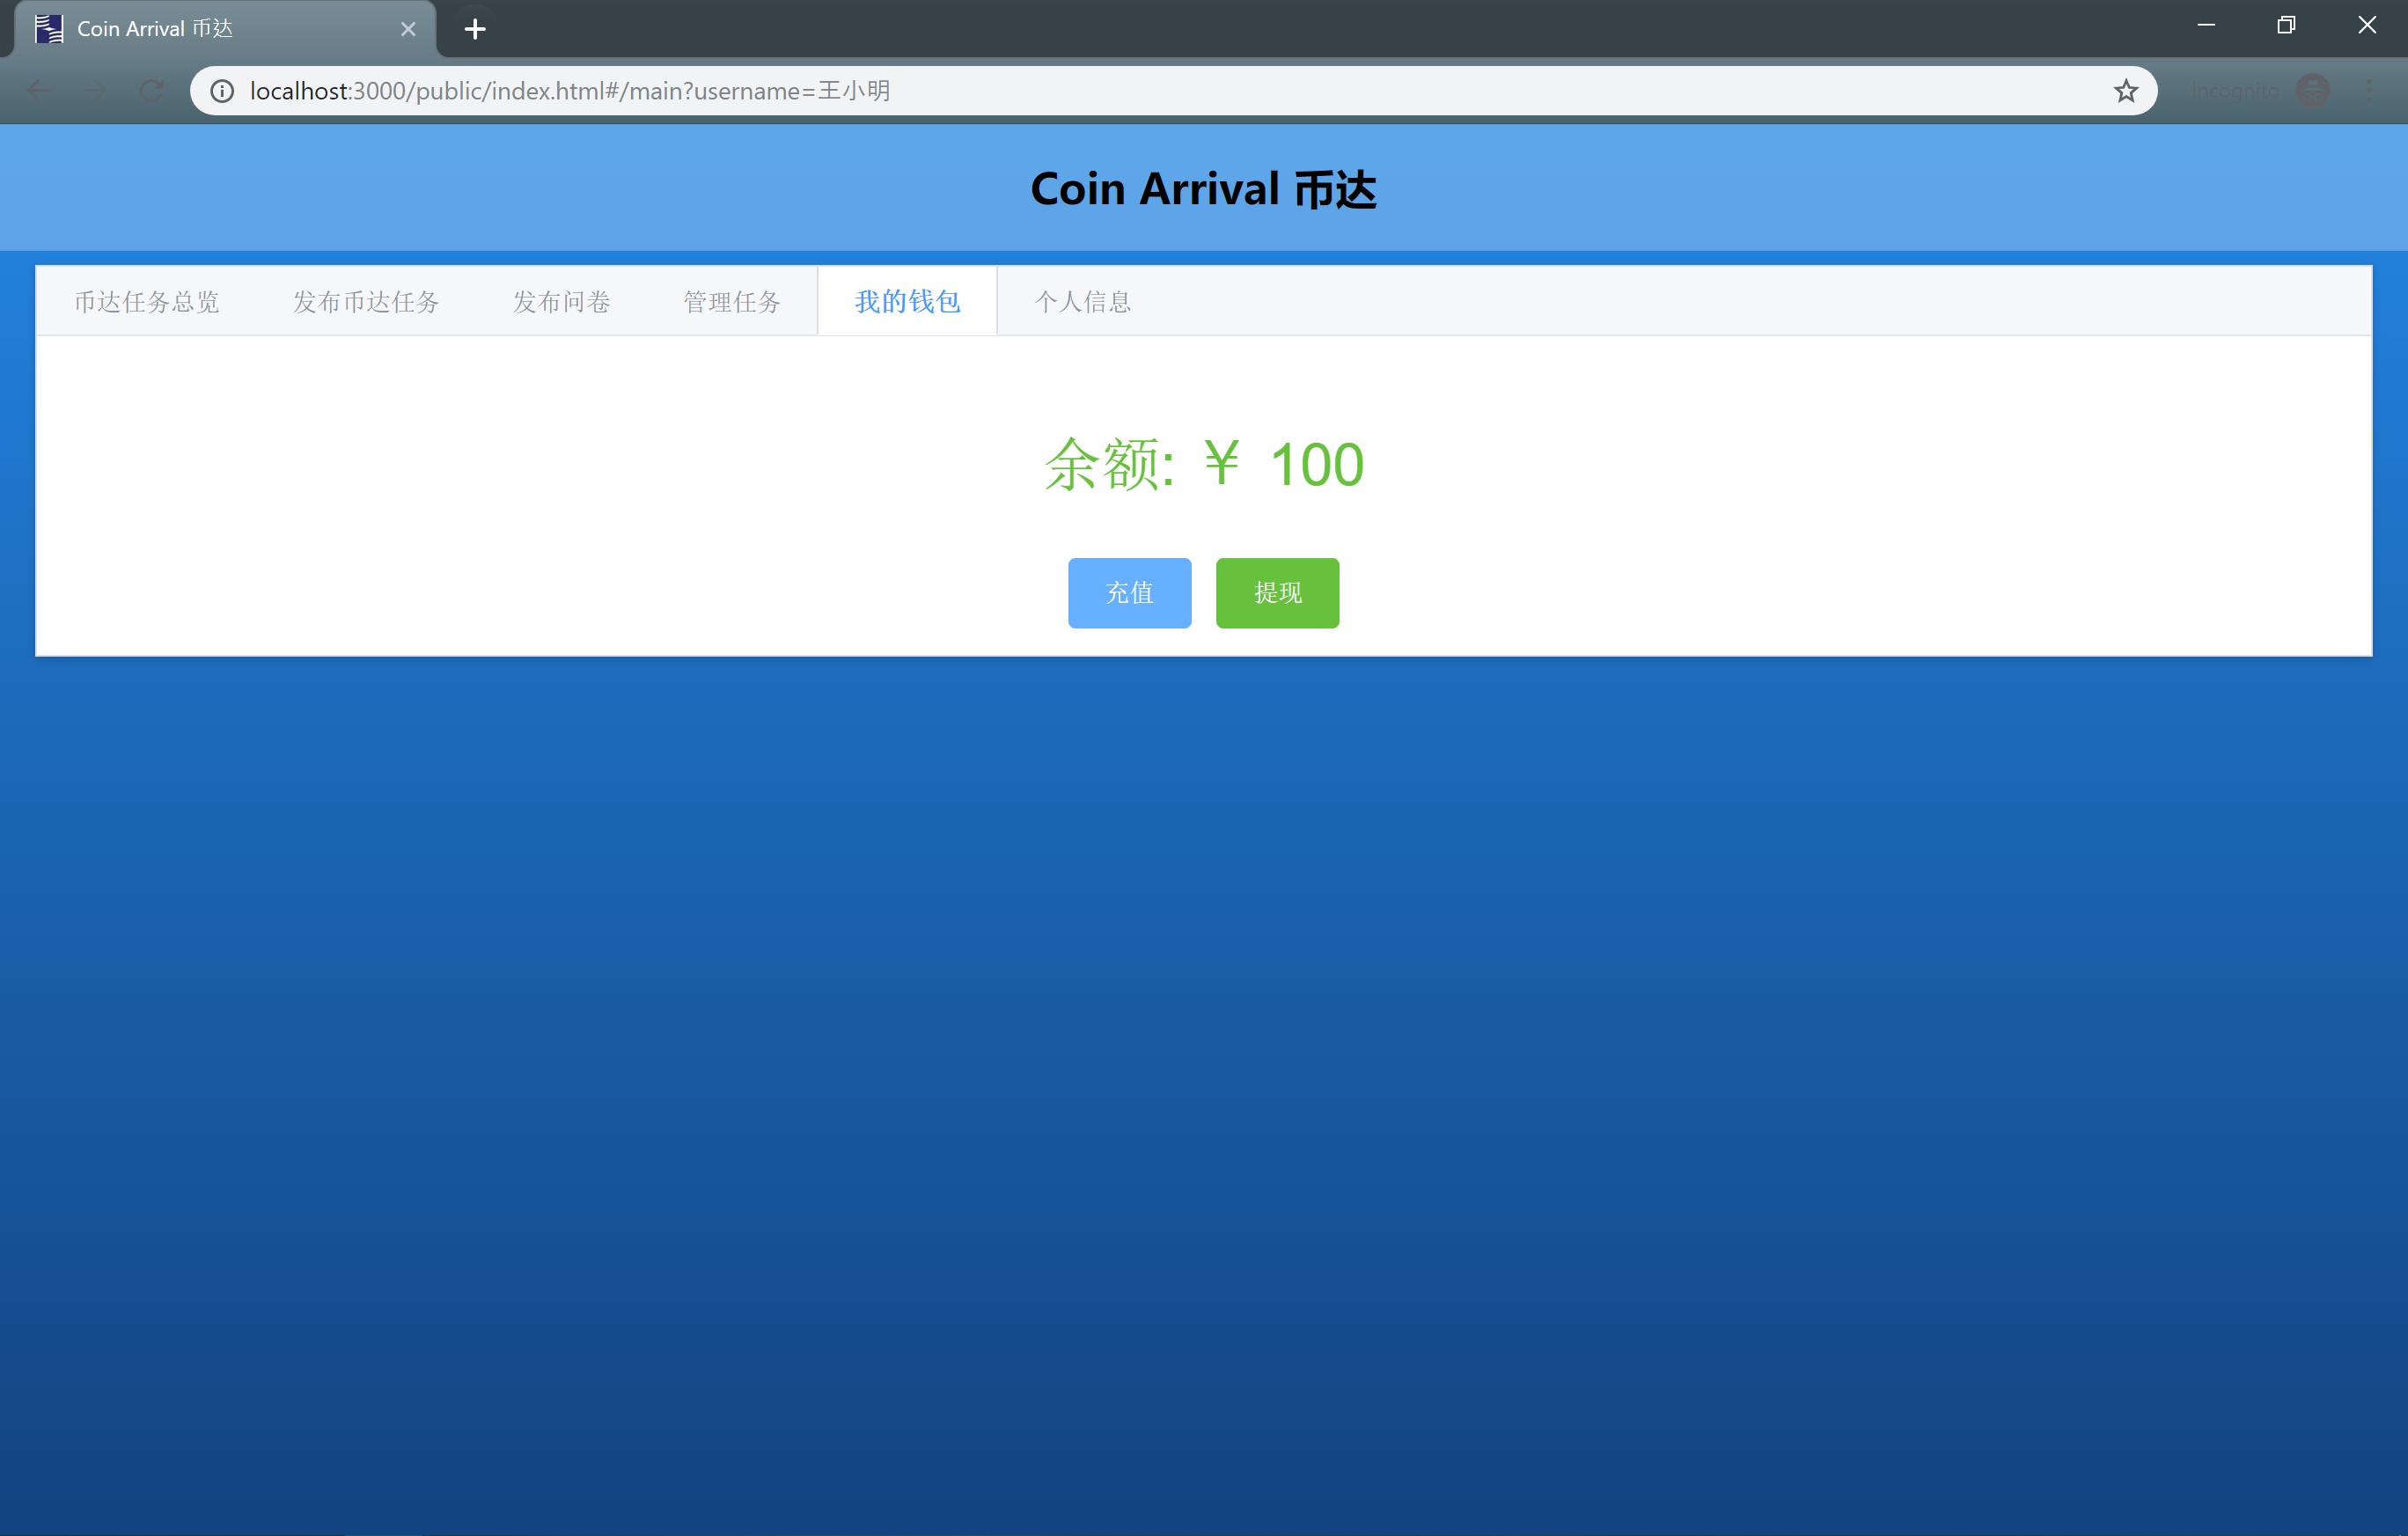 Coin Arrival 币达
localhost:3000/public/index.html#/main?username=王小明
Incognito
Coin Arrival 币达
币达任务总览 发布币达任务 发布问卷 管理任务 我的钱包 个人信息
余额: ￥ 100
充值 提现